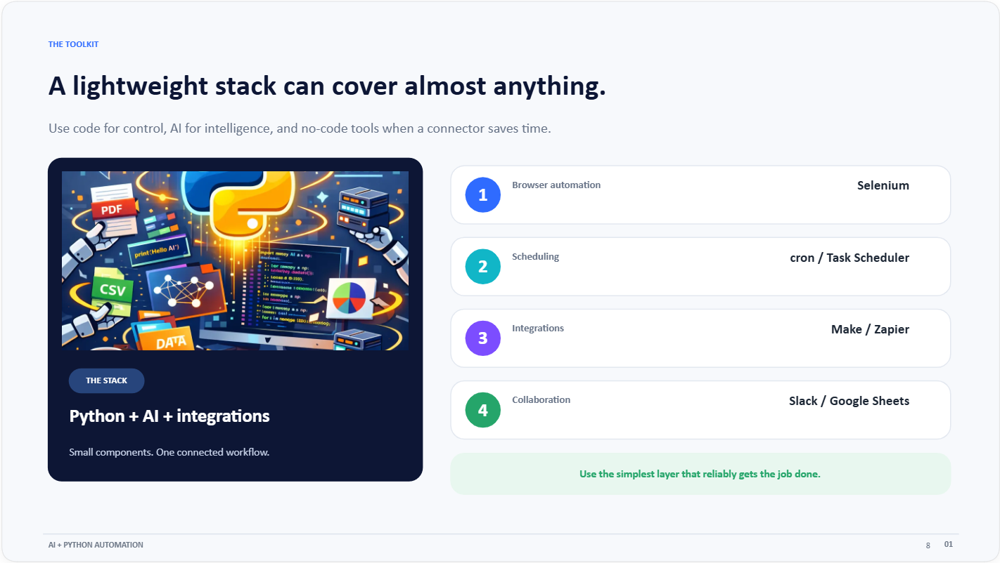 THE TOOLKIT
A lightweight stack can cover almost anything.
Use code for control, AI for intelligence, and no-code tools when a connector saves time.
PDF
print('Hello AI')
CSV
DATA
THE STACK
Python + AI + integrations
Small components. One connected workflow.
1
Browser automation
Selenium
2
Scheduling
cron / Task Scheduler
3
Integrations
Make / Zapier
4
Collaboration
Slack / Google Sheets
Use the simplest layer that reliably gets the job done.
AI + PYTHON AUTOMATION
8
01